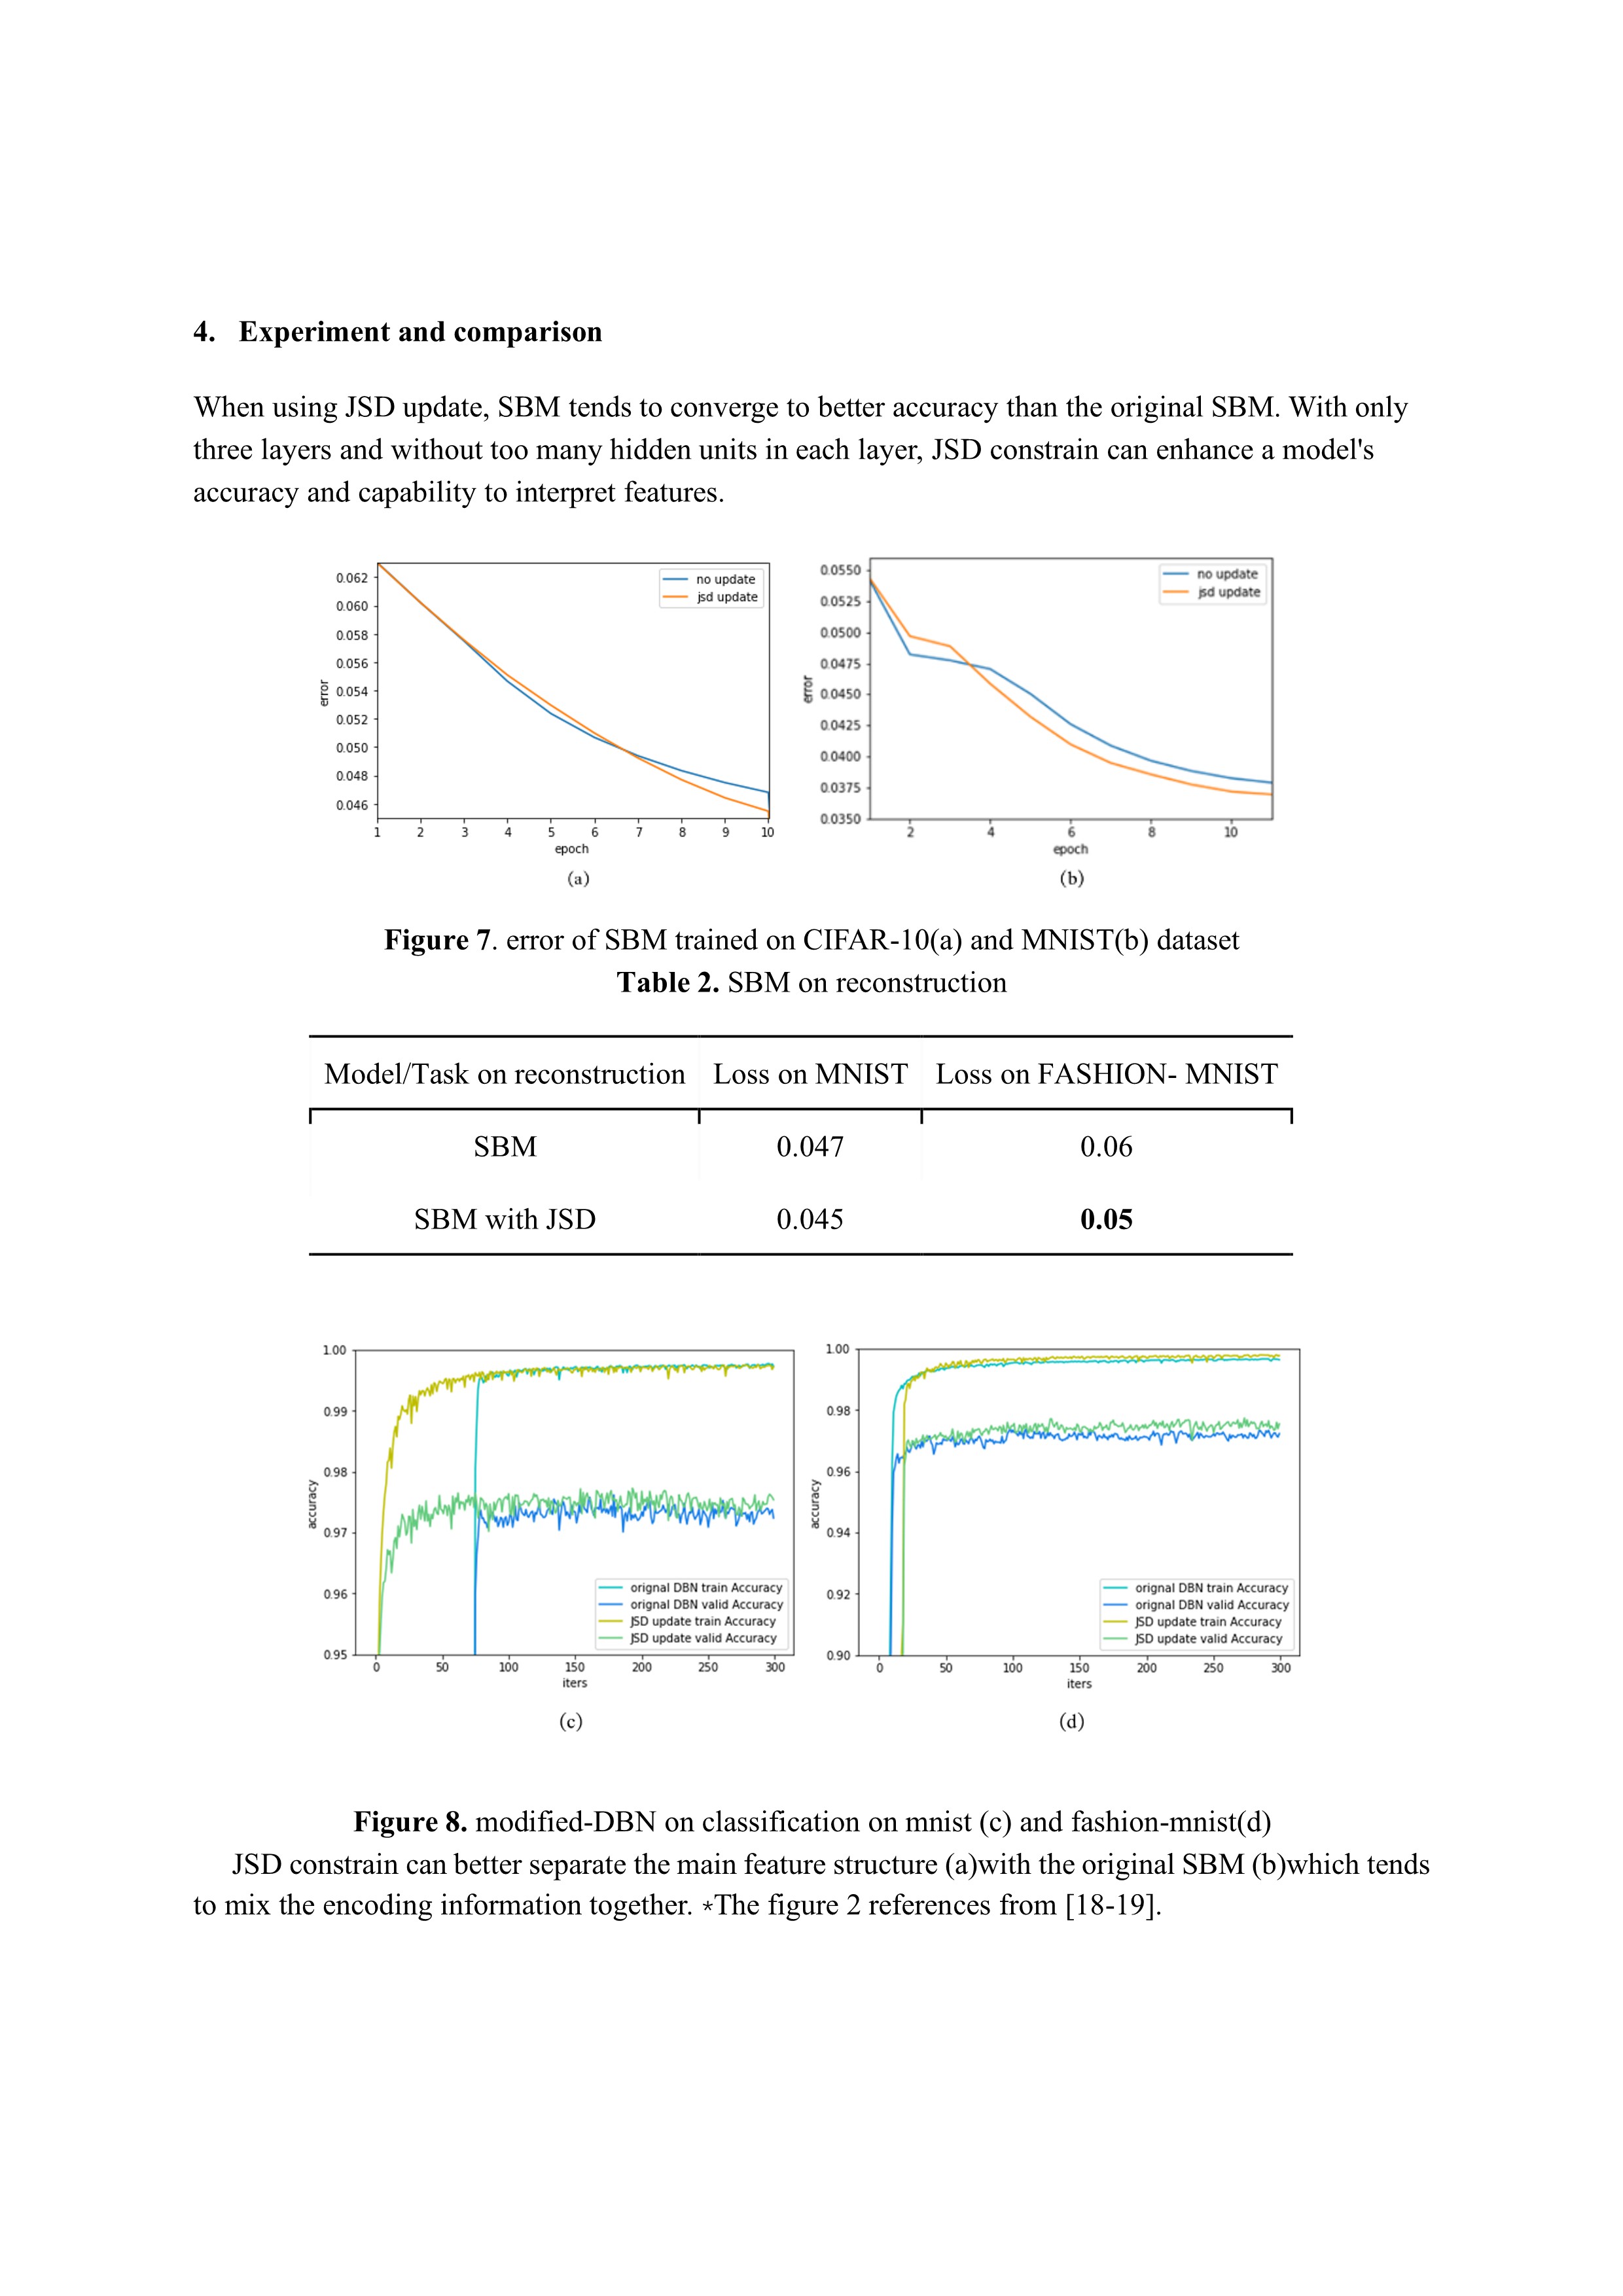 4. Experiment and comparison
When using JSD update, SBM tends to converge to better accuracy than the original SBM. With only
three layers and without too many hidden units in each layer, JSD constrain can enhance a model's
accuracy and capability to interpret features.
0.062
0.060
0.058
0.056
0.054
0.052
0.050
0.048
0.046
error
no update
jsd update
1 2 3 4 5 6 7 8 9 10
epoch
(a)
0.0550
0.0525
0.0500
0.0475
0.0450
0.0425
0.0400
0.0375
0.0350
error
no update
jsd update
2 4 6 8 10
epoch
(b)
Figure 7. error of SBM trained on CIFAR-10(a) and MNIST(b) dataset
Table 2. SBM on reconstruction
Model/Task on reconstruction Loss on MNIST Loss on FASHION- MNIST
SBM 0.047 0.06
SBM with JSD 0.045 0.05
1.00
0.99
0.98
0.97
0.96
0.95
accuracy
orignal DBN train Accuracy
orignal DBN valid Accuracy
JSD update train Accuracy
JSD update valid Accuracy
0 50 100 150 200 250 300
iters
(c)
1.00
0.98
0.96
0.94
0.92
0.90
accuracy
orignal DBN train Accuracy
orignal DBN valid Accuracy
JSD update train Accuracy
JSD update valid Accuracy
0 50 100 150 200 250 300
iters
(d)
Figure 8. modified-DBN on classification on mnist (c) and fashion-mnist(d)
JSD constrain can better separate the main feature structure (a)with the original SBM (b)which tends
to mix the encoding information together. *The figure 2 references from [18-19].